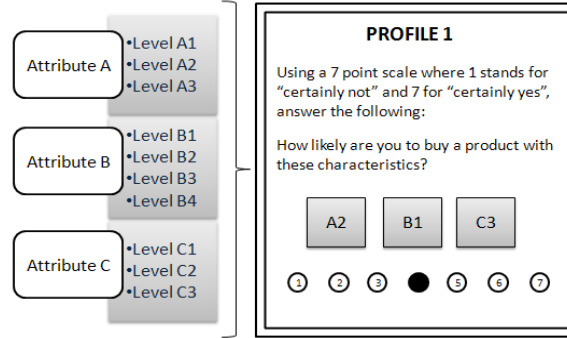 Attribute A
•Level A1
•Level A2
•Level A3
Attribute B
•Level B1
•Level B2
•Level B3
•Level B4
Attribute C
•Level C1
•Level C2
•Level C3
PROFILE 1
Using a 7 point scale where 1 stands for
“certainly not” and 7 for “certainly yes”,
answer the following:
How likely are you to buy a product with
these characteristics?
A2 B1 C3
1 2 3 5 6 7